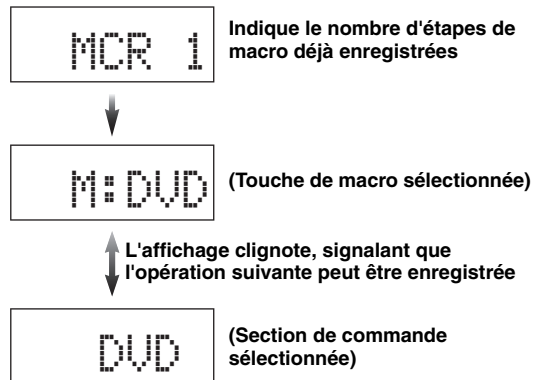 MCR 1
Indique le nombre d'étapes de
macro déjà enregistrées
M:DVD
(Touche de macro sélectionnée)
L'affichage clignote, signalant que
l'opération suivante peut être enregistrée
DVD
(Section de commande
sélectionnée)